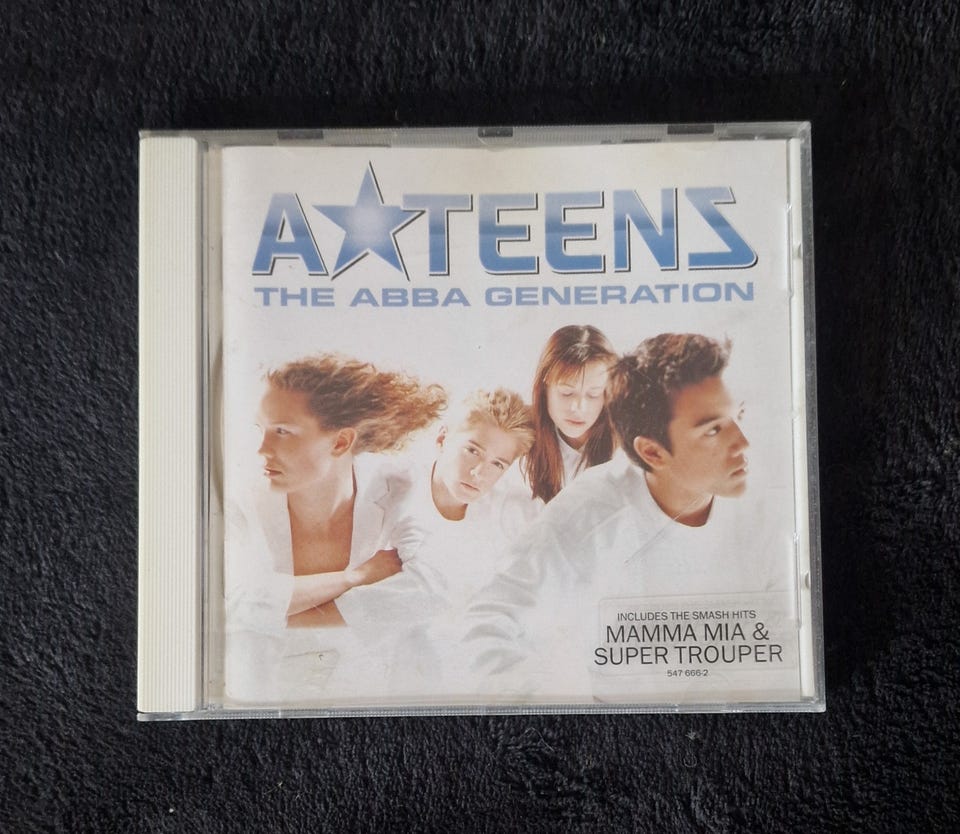 A★TEENS
THE ABBA GENERATION
INCLUDES THE SMASH HITS
MAMMA MIA &
SUPER TROUPER
547 666-2